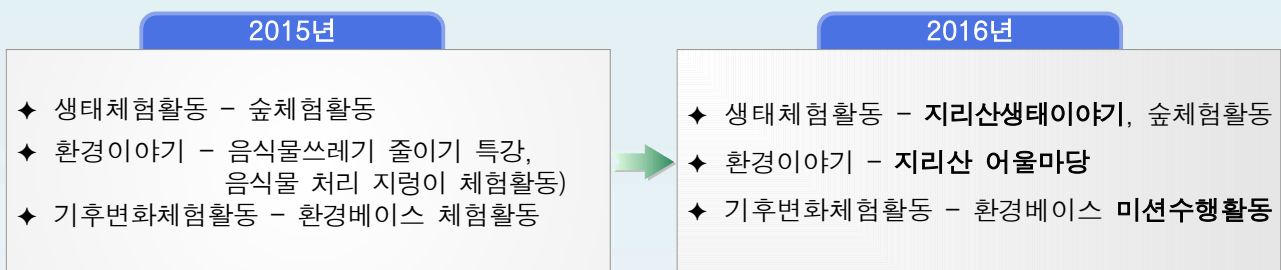 2015년
✦ 생태체험활동 – 숲체험활동
✦ 환경이야기 – 음식물쓰레기 줄이기 특강,
음식물 처리 지렁이 체험활동)
✦ 기후변화체험활동 – 환경베이스 체험활동
2016년
✦ 생태체험활동 – 지리산생태이야기, 숲체험활동
✦ 환경이야기 – 지리산 어울마당
✦ 기후변화체험활동 – 환경베이스 미션수행활동